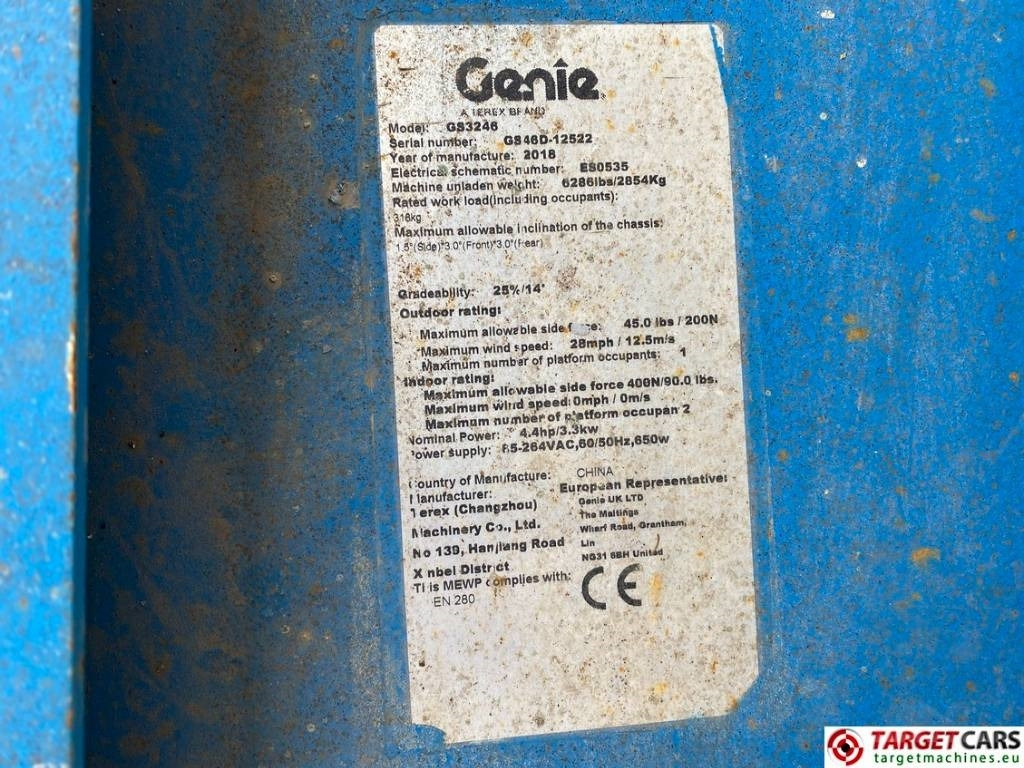 Genie
A TEREX BRAND
Model: GS3246
Serial number: GS46D-12522
Year of manufacture: 2018
Electrical schematic number: ES0535
Machine unladen weight: 6286lbs/2854Kg
Rated work load(including occupants):
318kg
Maximum allowable inclination of the chassis:
1.5°(Side)*3.0°(Front)*3.0°(Rear)
Gradeability: 25%/14°
Outdoor rating:
Maximum allowable side force: 45.0 lbs / 200N
Maximum wind speed: 28mph / 12.5m/s
Maximum number of platform occupants: 1
Indoor rating:
Maximum allowable side force 400N/90.0 lbs.
Maximum wind speed:0mph / 0m/s
Maximum number of platform occupan 2
Nominal Power: 4.4hp/3.3kw
Power supply: 85-264VAC,60/50Hz,650w
Country of Manufacture: CHINA
Manufacturer: European Representative:
Terex (Changzhou) Genie UK LTD
The Maltings
Machinery Co., Ltd. Wharf Road, Grantham,
No 139, Hanjiang Road Lin
Xinbei District NG31 6BH United
This MEWP complies with: CE
EN 280
TARGETCARS
targetmachines.eu